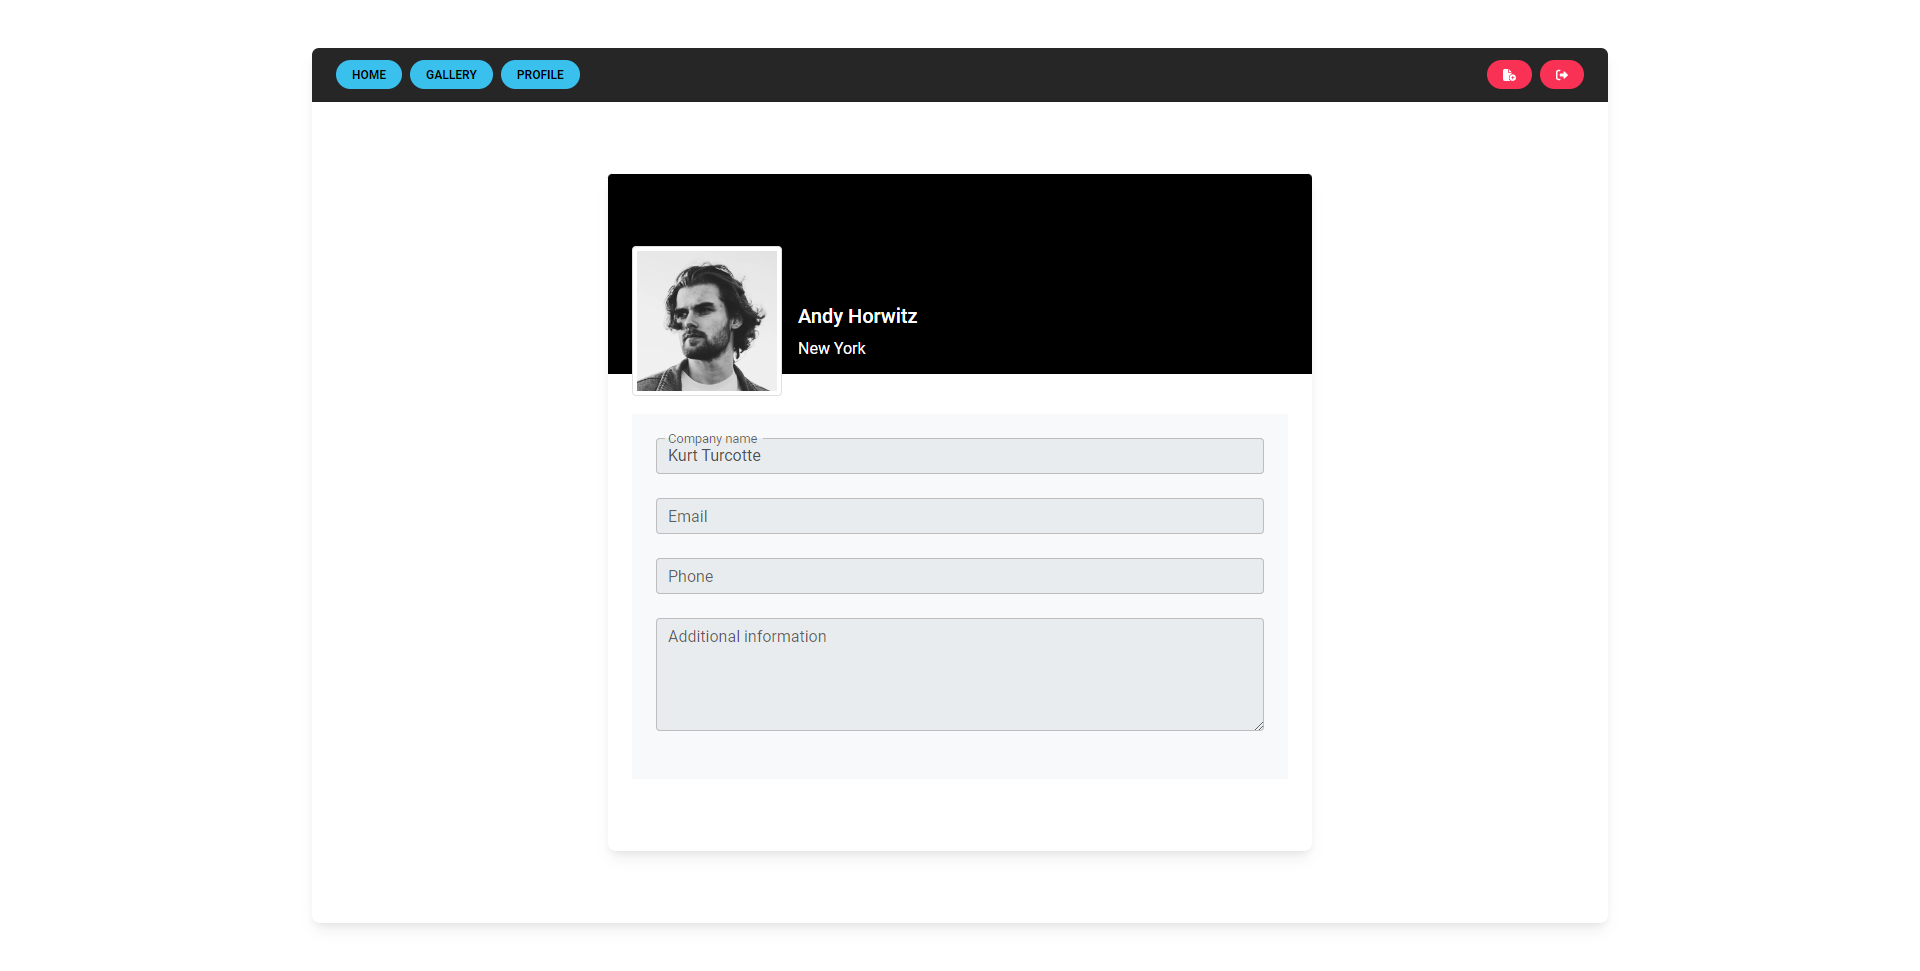 HOME GALLERY PROFILE
Andy Horwitz
New York
Company name
Kurt Turcotte
Email
Phone
Additional information